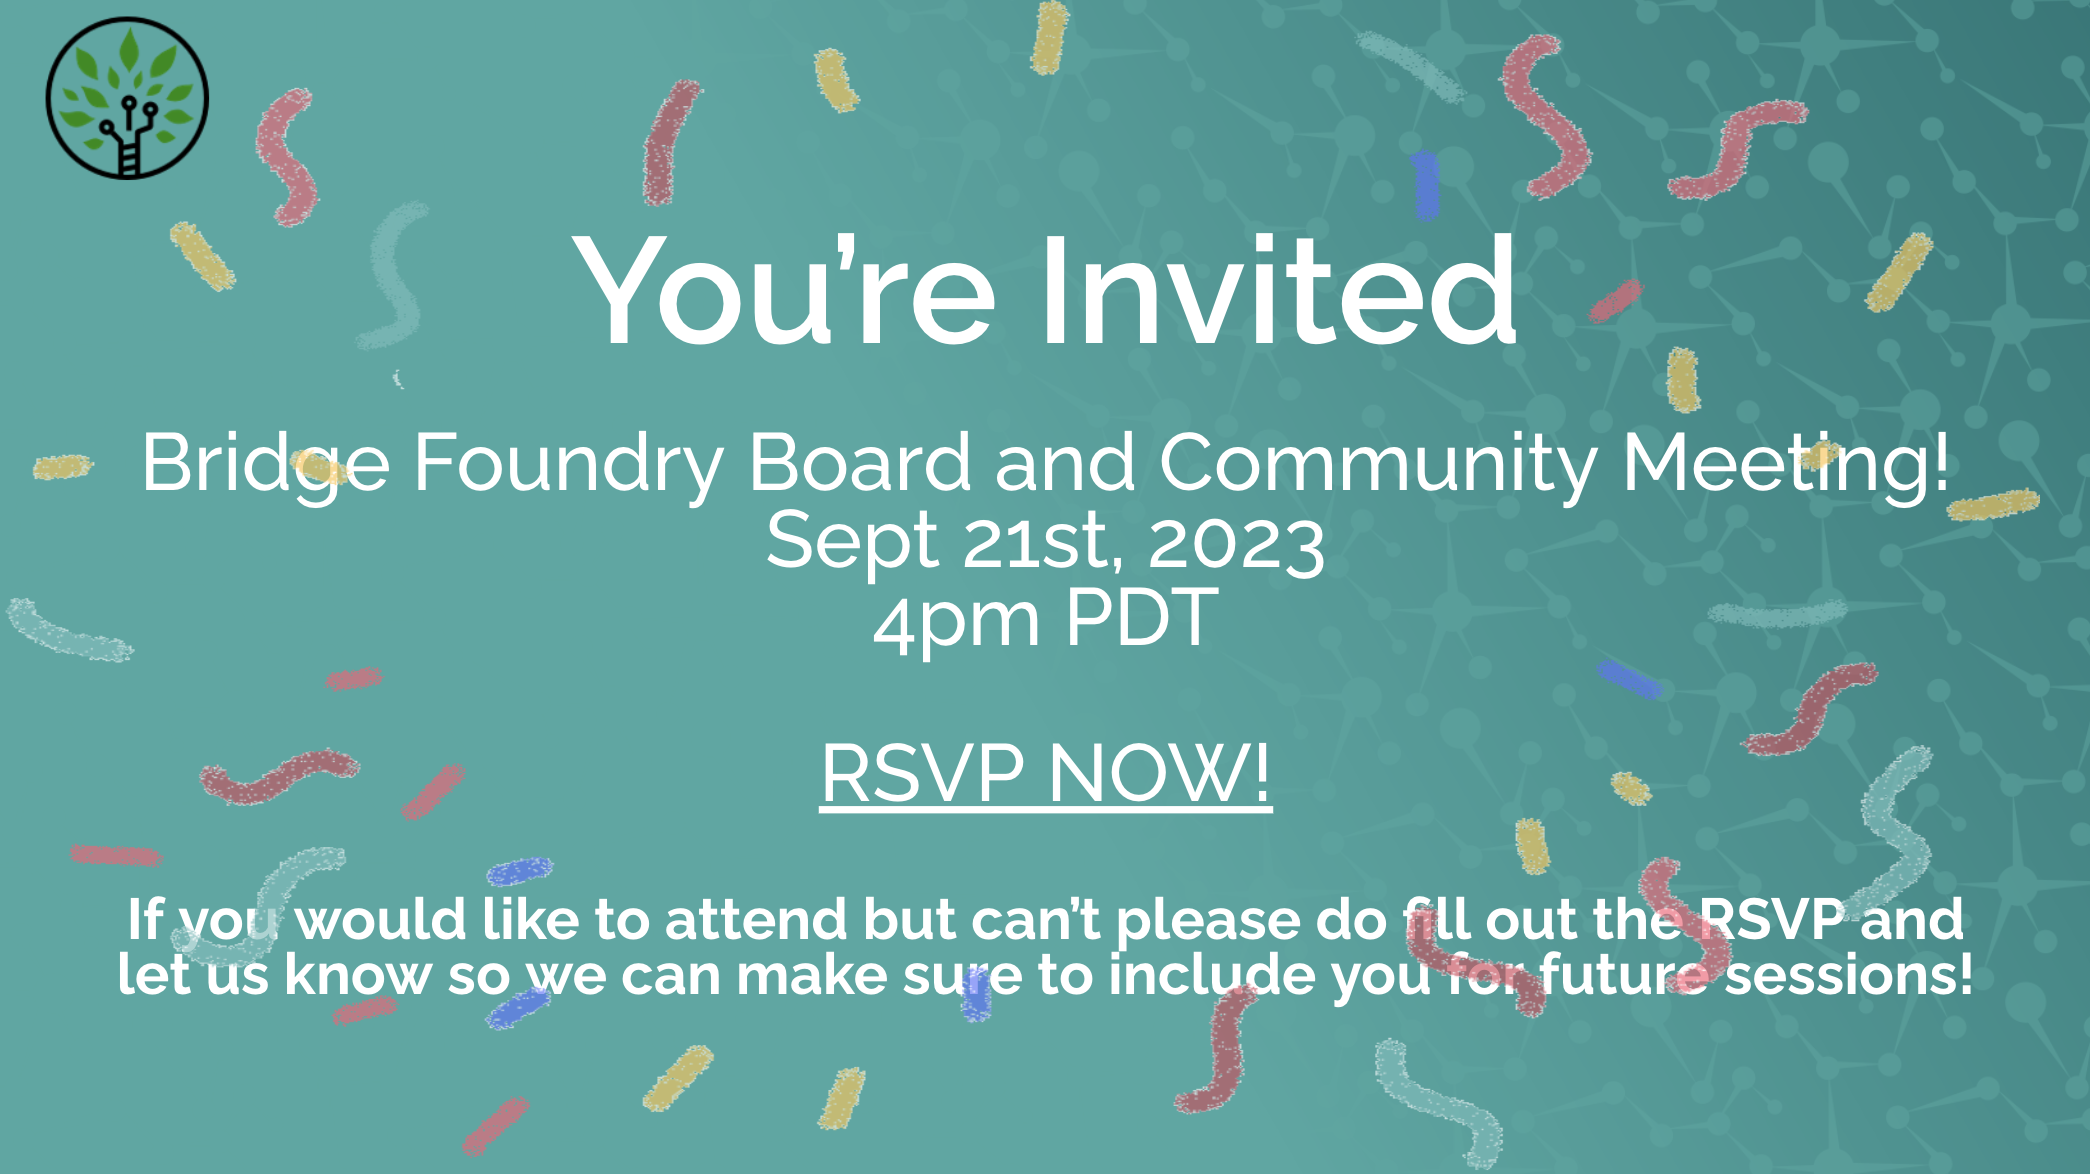 You’re Invited
Bridge Foundry Board and Community Meeting!
Sept 21st, 2023
4pm PDT
RSVP NOW!
If you would like to attend but can’t please do fill out the RSVP and
let us know so we can make sure to include you for future sessions!